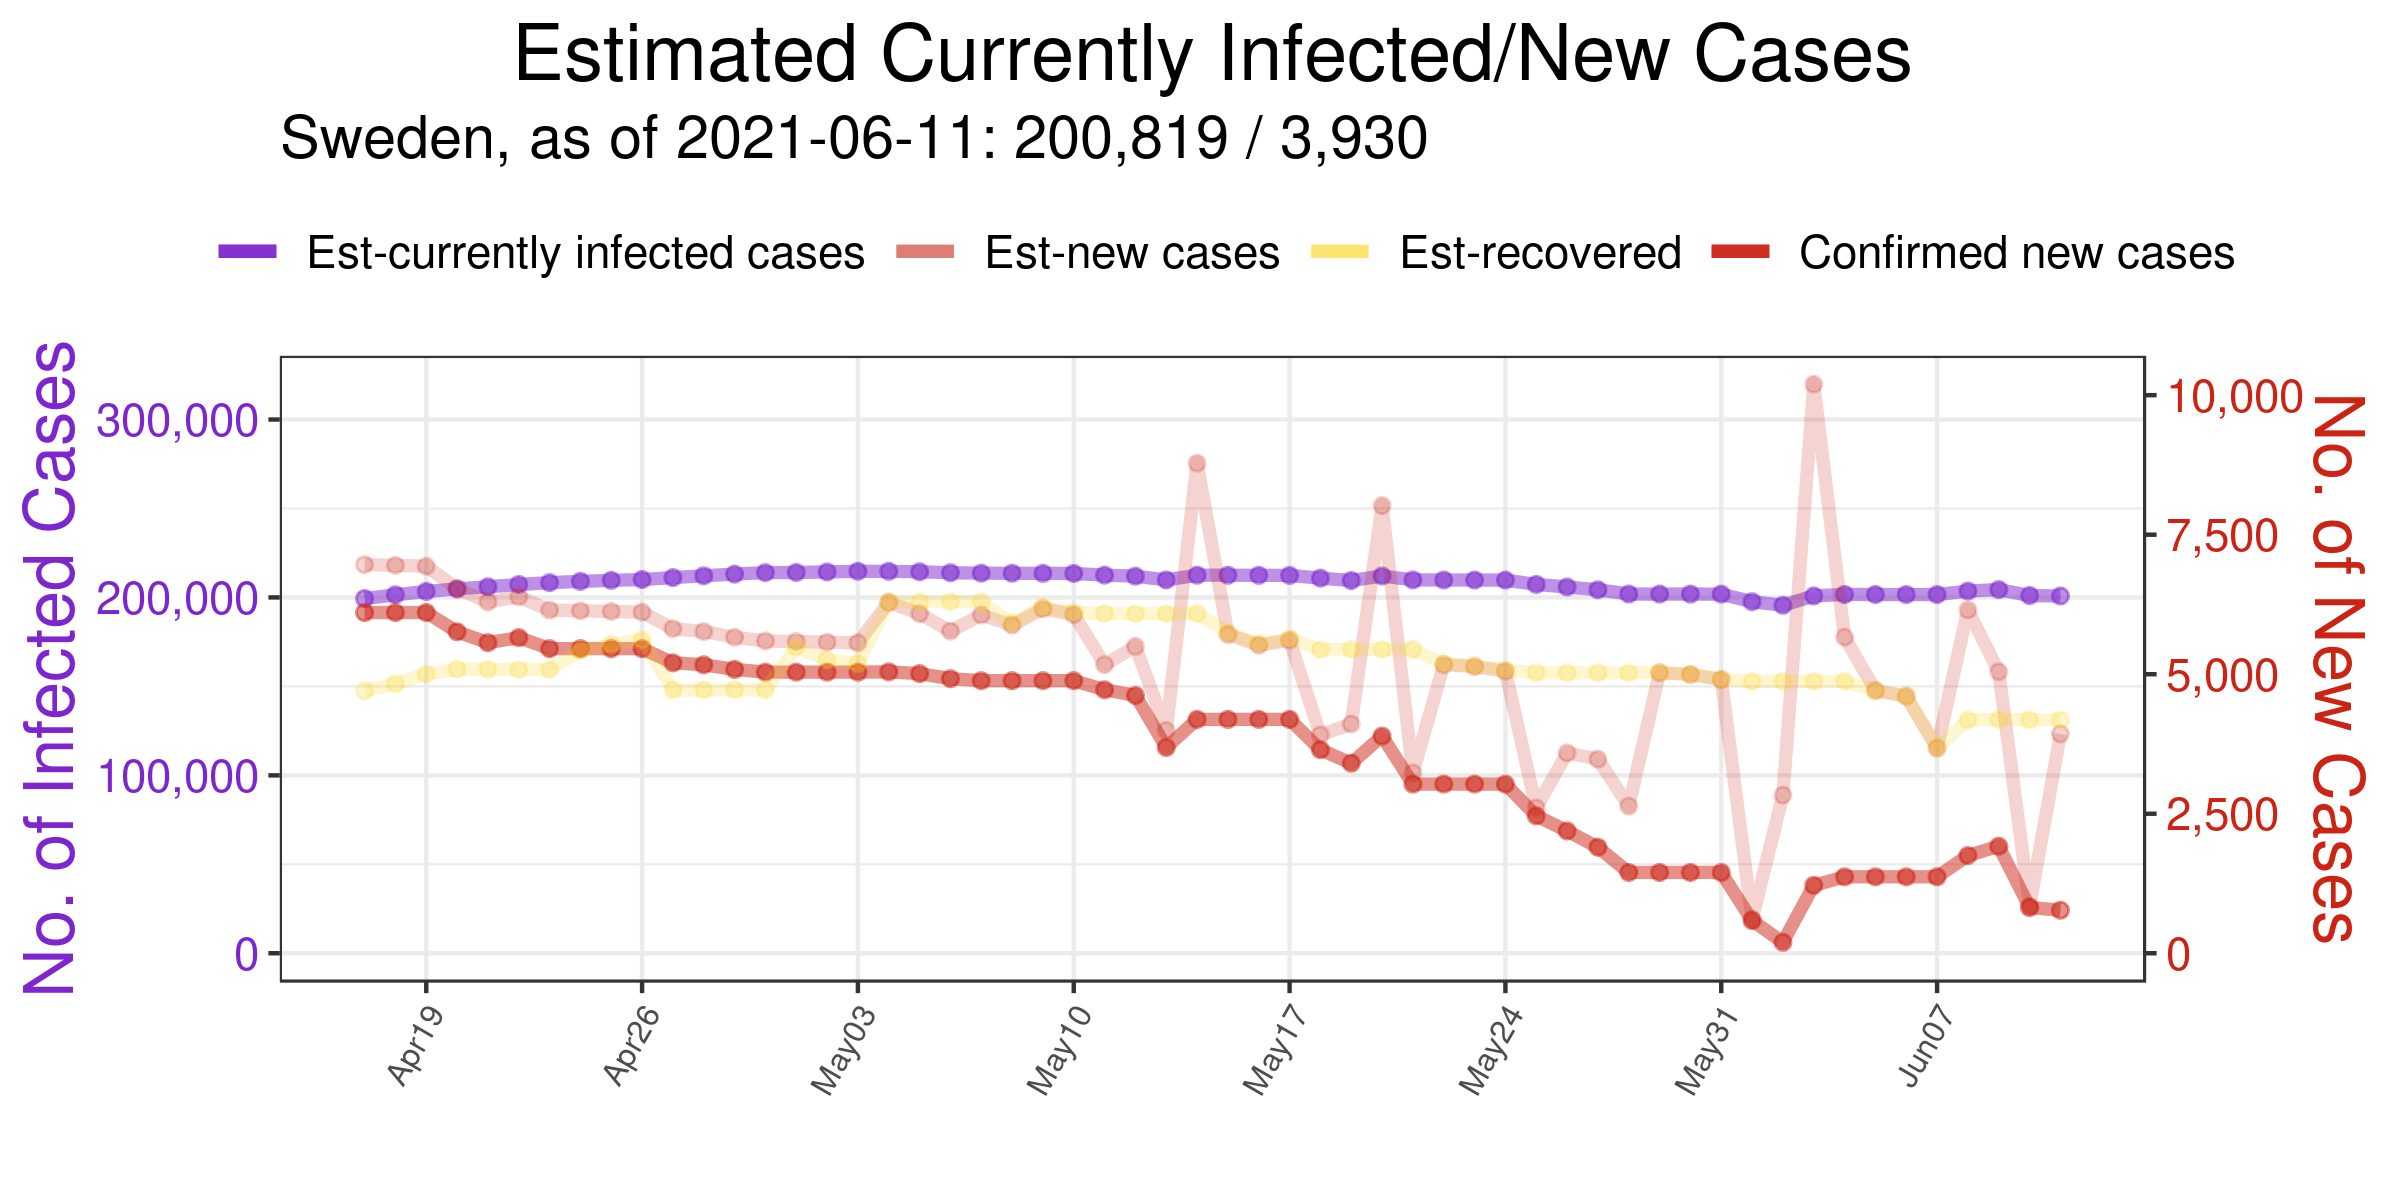 Estimated Currently Infected/New Cases
Sweden, as of 2021-06-11: 200,819 / 3,930
Est-currently infected cases Est-new cases Est-recovered Confirmed new cases
No. of Infected Cases
300,000
200,000
100,000
0
10,000
7,500
5,000
2,500
0
No. of New Cases
Apr19 Apr26 May03 May10 May17 May24 May31 Jun07